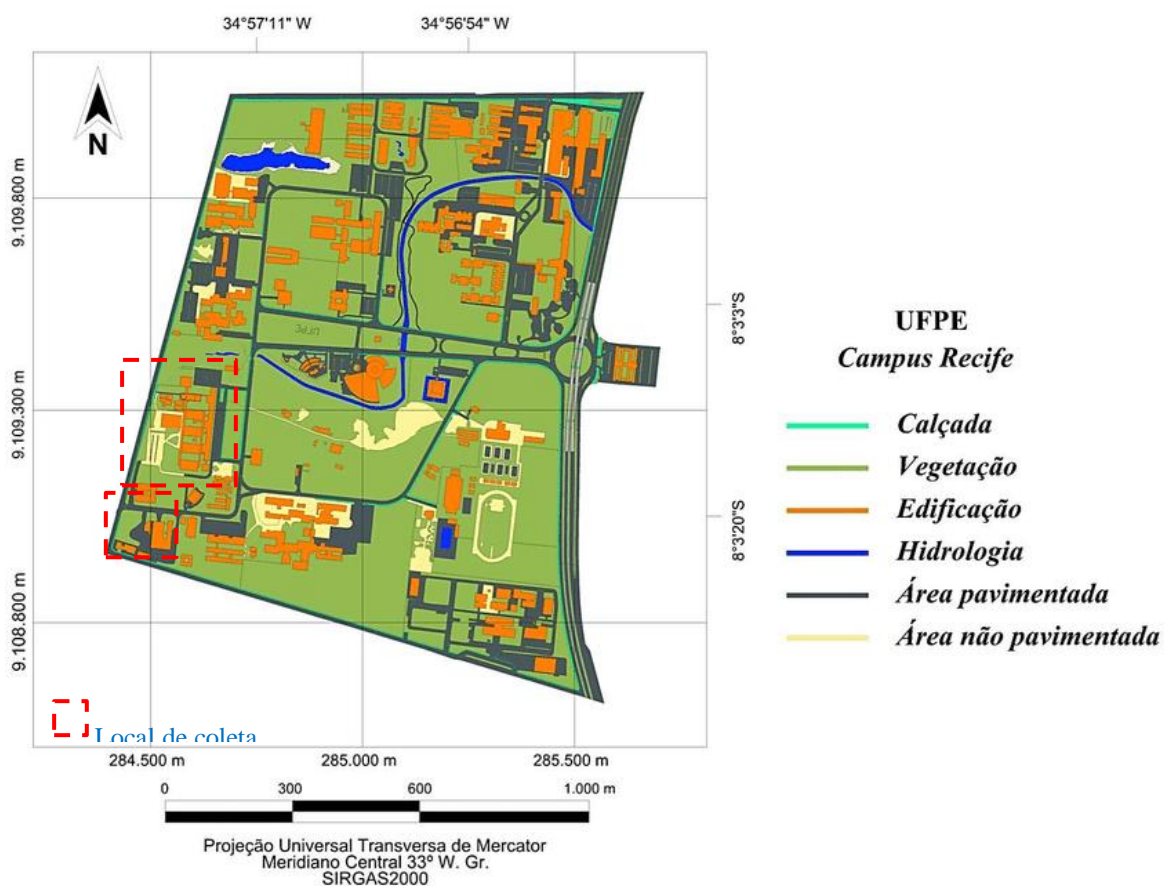 34°57'11" W
34°56'54" W
N
9.109.800 m
9.109.300 m
9.108.800 m
8°3'3"S
8°3'20"S
UFPE
UFPE
Campus Recife
Calçada
Vegetação
Edificação
Hidrologia
Área pavimentada
Área não pavimentada
Local de coleta
284.500 m
285.000 m
285.500 m
0
300
600
1.000 m
Projeção Universal Transversa de Mercator
Meridiano Central 33º W. Gr.
SIRGAS2000